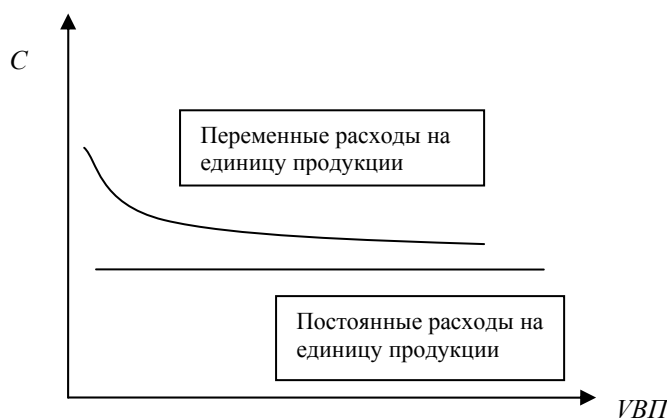 C
Переменные расходы на
единицу продукции
Постоянные расходы на
единицу продукции
VВП